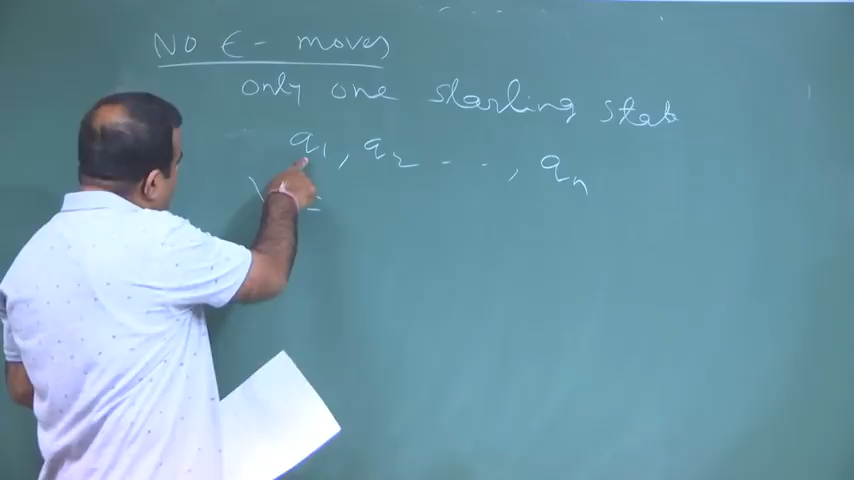 No ϵ - moves
only one starting state
q1, q2 - - -, qn